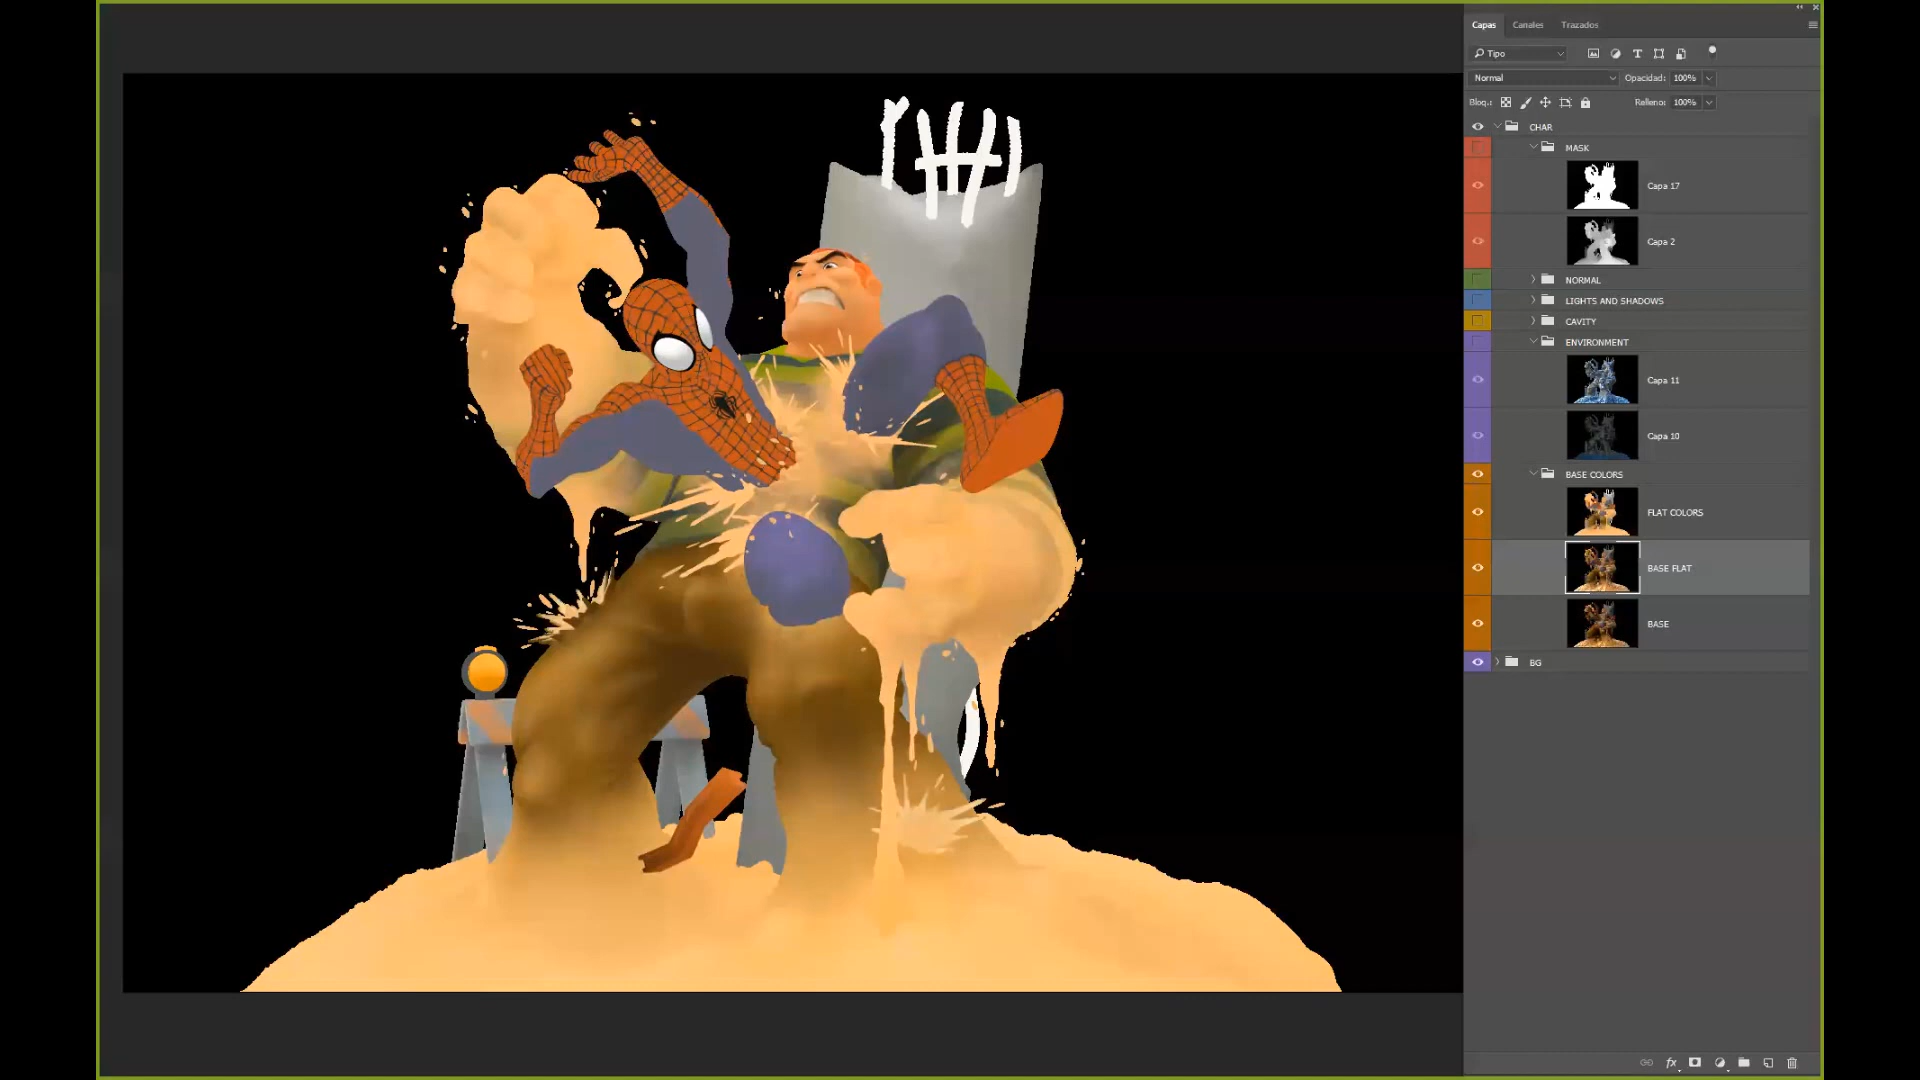 Capas Canales Trazados
Tipo
Normal Opacidad: 100%
Bloq.: Relleno: 100%
CHAR
MASK
Capa 17
Capa 2
NORMAL
LIGHTS AND SHADOWS
CAVITY
ENVIRONMENT
Capa 11
Capa 10
BASE COLORS
FLAT COLORS
BASE FLAT
BASE
BG
fx